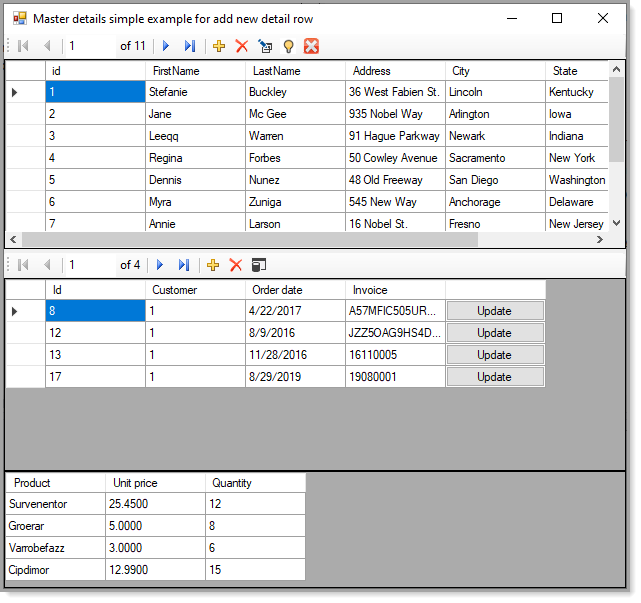 Master details simple example for add new detail row
1 of 11
id FirstName LastName Address City State
1 Stefanie Buckley 36 West Fabien St. Lincoln Kentucky
2 Jane Mc Gee 935 Nobel Way Arlington Iowa
3 Leeqq Warren 91 Hague Parkway Newark Indiana
4 Regina Forbes 50 Cowley Avenue Sacramento New York
5 Dennis Nunez 48 Old Freeway San Diego Washington
6 Myra Zuniga 545 New Way Anchorage Delaware
7 Annie Larson 16 Nobel St. Fresno New Jersey
1 of 4
Id Customer Order date Invoice
8 1 4/22/2017 A57MFIC505UR... Update
12 1 8/9/2016 JZZ5OAG9HS4D... Update
13 1 11/28/2016 16110005 Update
17 1 8/29/2019 19080001 Update
Product Unit price Quantity
Survenentor 25.4500 12
Groerar 5.0000 8
Varrobefazz 3.0000 6
Cipdimor 12.9900 15